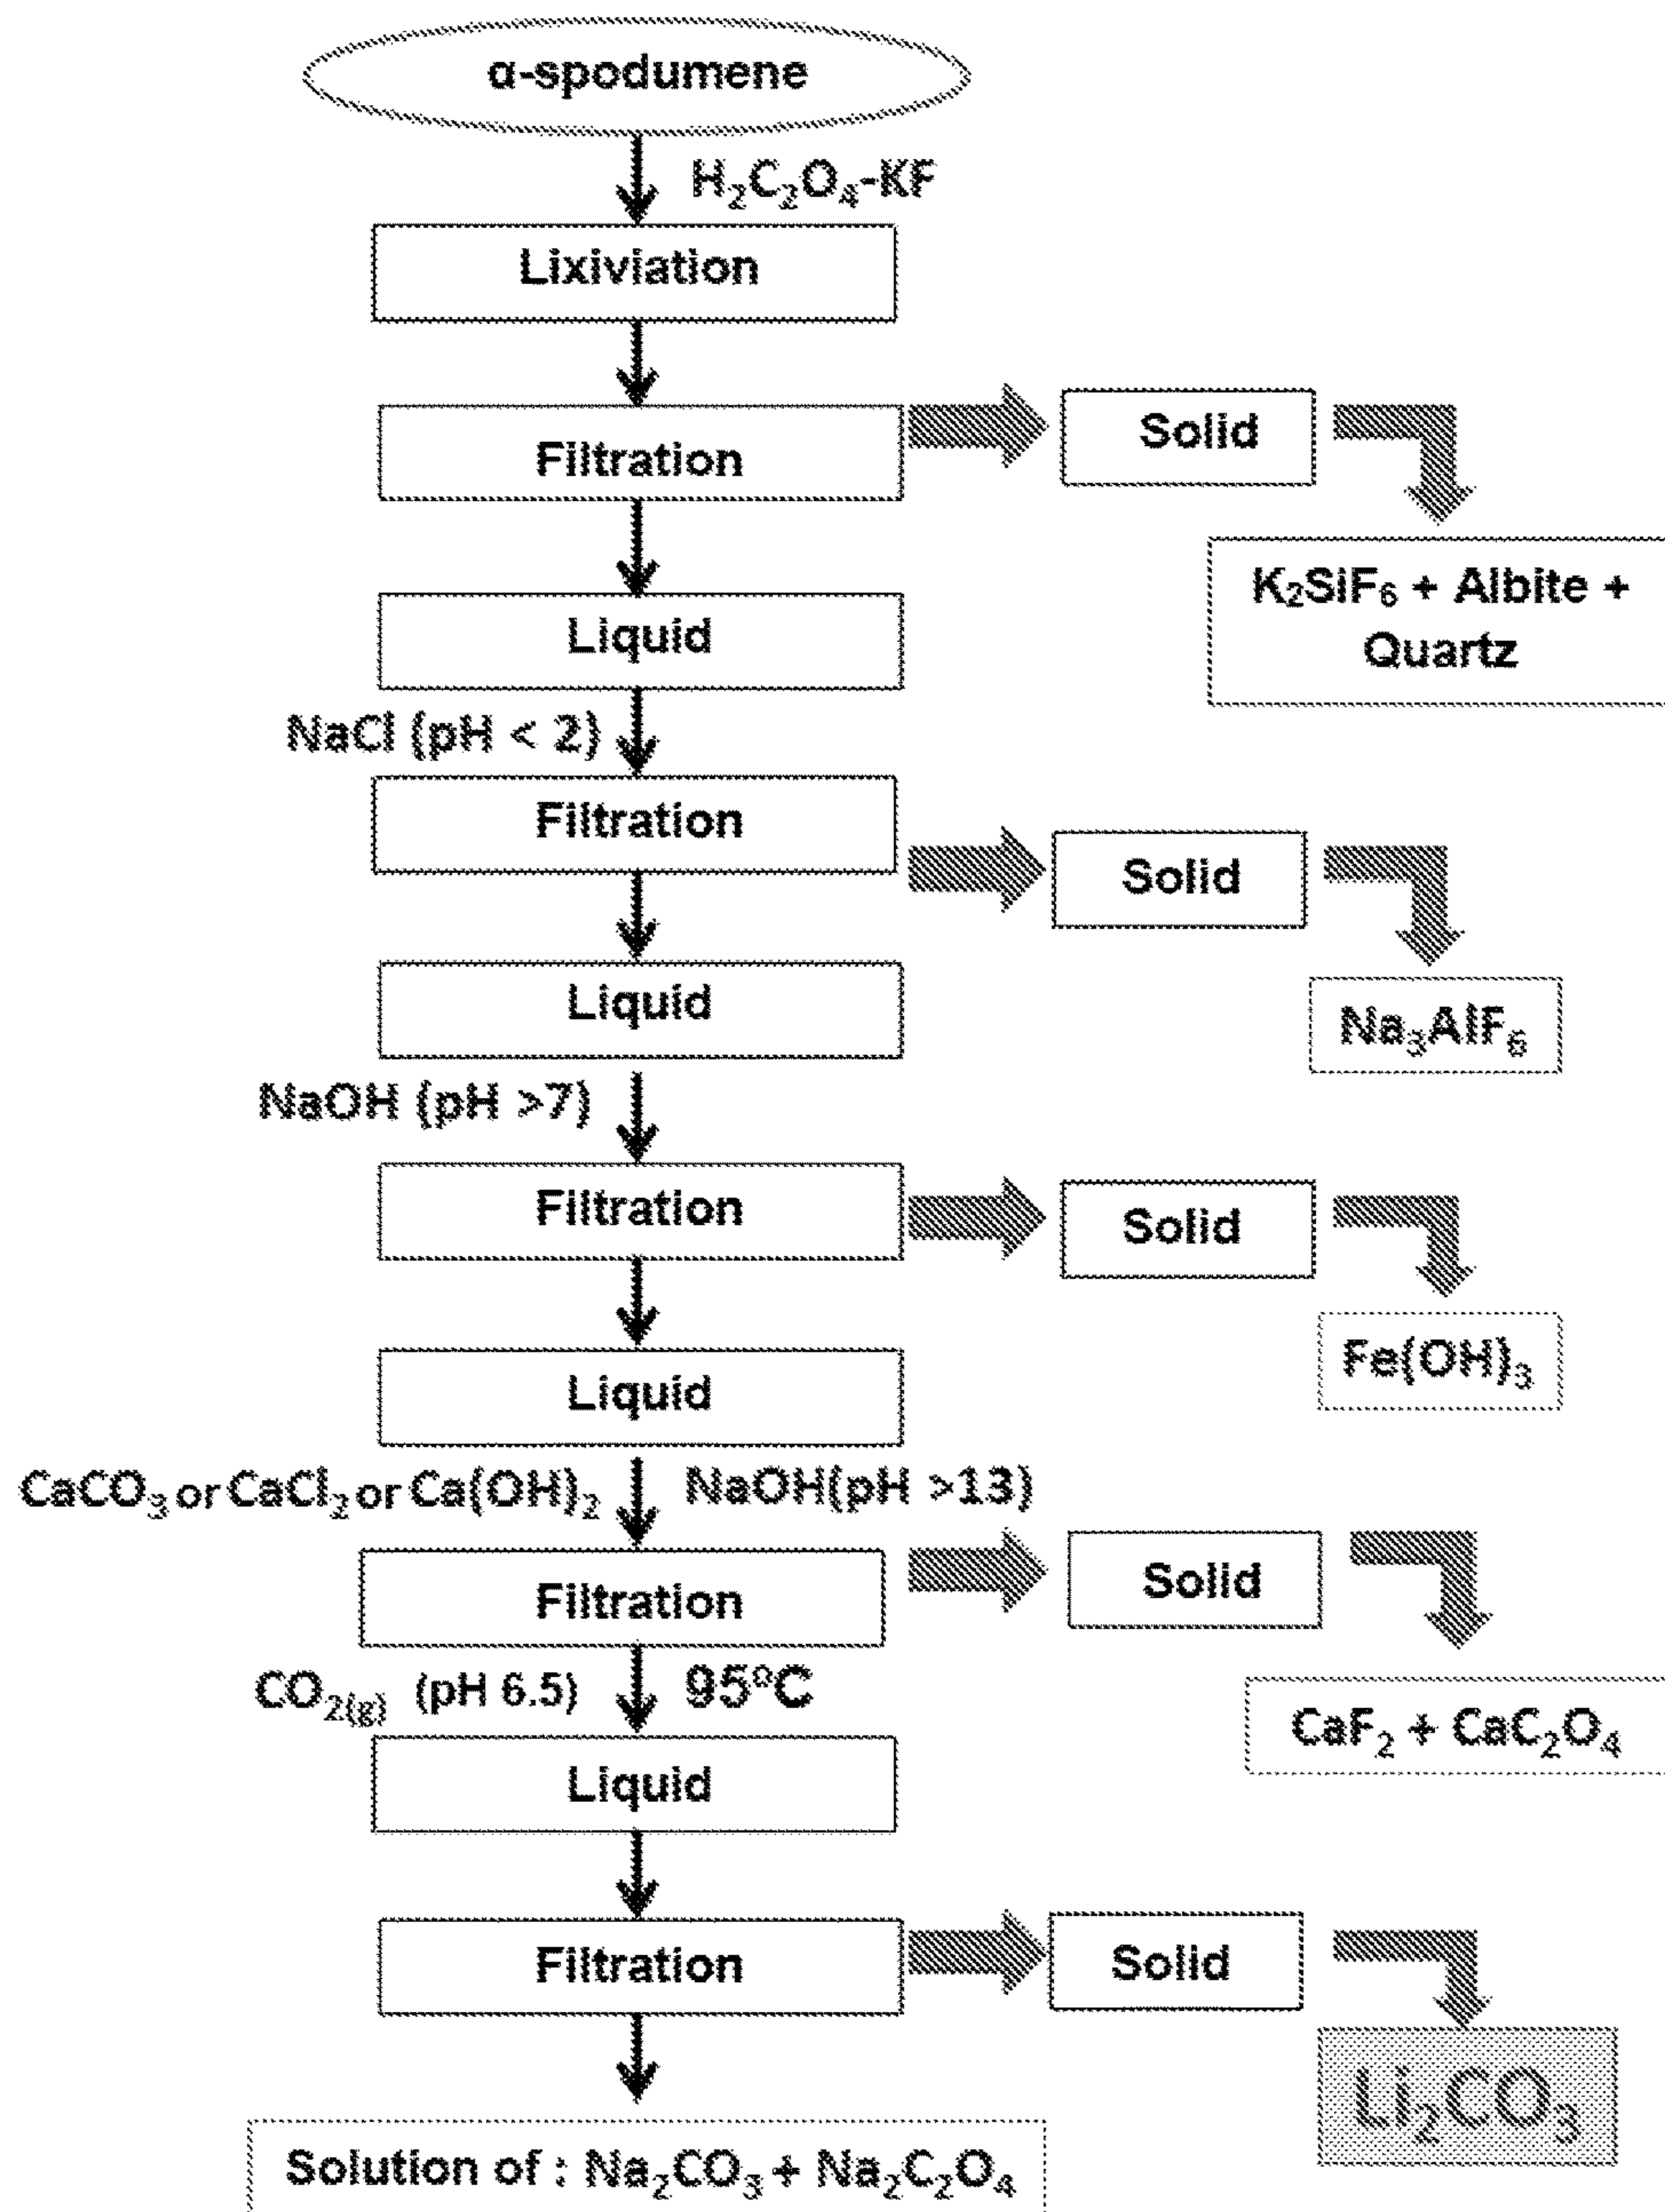 α-spodumene
H₂C₂O₄-KF
Lixiviation
Filtration
Solid
K₂SiF₆ + Albite +
Quartz
Liquid
NaCl (pH < 2)
Filtration
Solid
Na₃AlF₆
Liquid
NaOH (pH >7)
Filtration
Solid
Fe(OH)₃
Liquid
CaCO₃ or CaCl₂ or Ca(OH)₂ NaOH(pH >13)
Filtration
Solid
CaF₂ + CaC₂O₄
CO₂(g) (pH 6.5) 95°C
Liquid
Filtration
Solid
Li₂CO₃
Solution of : Na₂CO₃ + Na₂C₂O₄